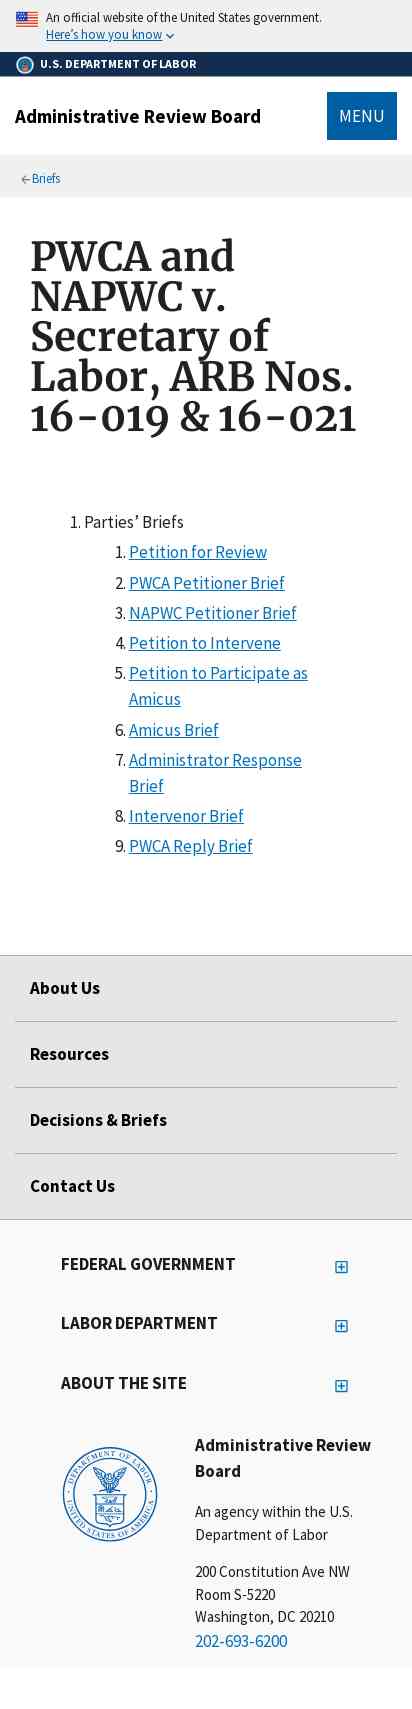 An official website of the United States government.
Here's how you know
U.S. DEPARTMENT OF LABOR
Administrative Review Board
MENU
Briefs
PWCA and
NAPWC v.
Secretary of
Labor, ARB Nos.
16-019 & 16-021
1. Parties’ Briefs
1. Petition for Review
2. PWCA Petitioner Brief
3. NAPWC Petitioner Brief
4. Petition to Intervene
5. Petition to Participate as
Amicus
6. Amicus Brief
7. Administrator Response
Brief
8. Intervenor Brief
9. PWCA Reply Brief
About Us
Resources
Decisions & Briefs
Contact Us
FEDERAL GOVERNMENT
LABOR DEPARTMENT
ABOUT THE SITE
DEPARTMENT OF LABOR
UNITED STATES OF AMERICA
Administrative Review
Board
An agency within the U.S.
Department of Labor
200 Constitution Ave NW
Room S-5220
Washington, DC 20210
202-693-6200